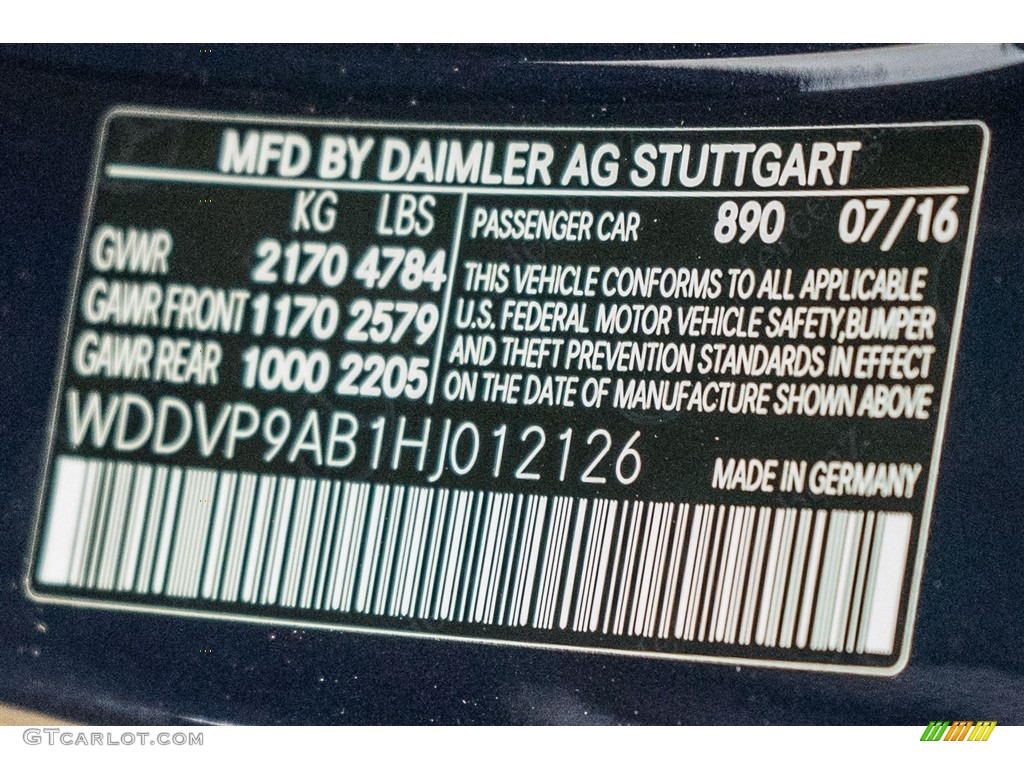 MFD BY DAIMLER AG STUTTGART
KG LBS
GVWR 2170 4784
GAWR FRONT 1170 2579
GAWR REAR 1000 2205
PASSENGER CAR 890 07/16
THIS VEHICLE CONFORMS TO ALL APPLICABLE
U.S. FEDERAL MOTOR VEHICLE SAFETY,BUMPER
AND THEFT PREVENTION STANDARDS IN EFFECT
ON THE DATE OF MANUFACTURE SHOWN ABOVE
WDDVP9AB1HJ012126
MADE IN GERMANY
GTcarlot.com